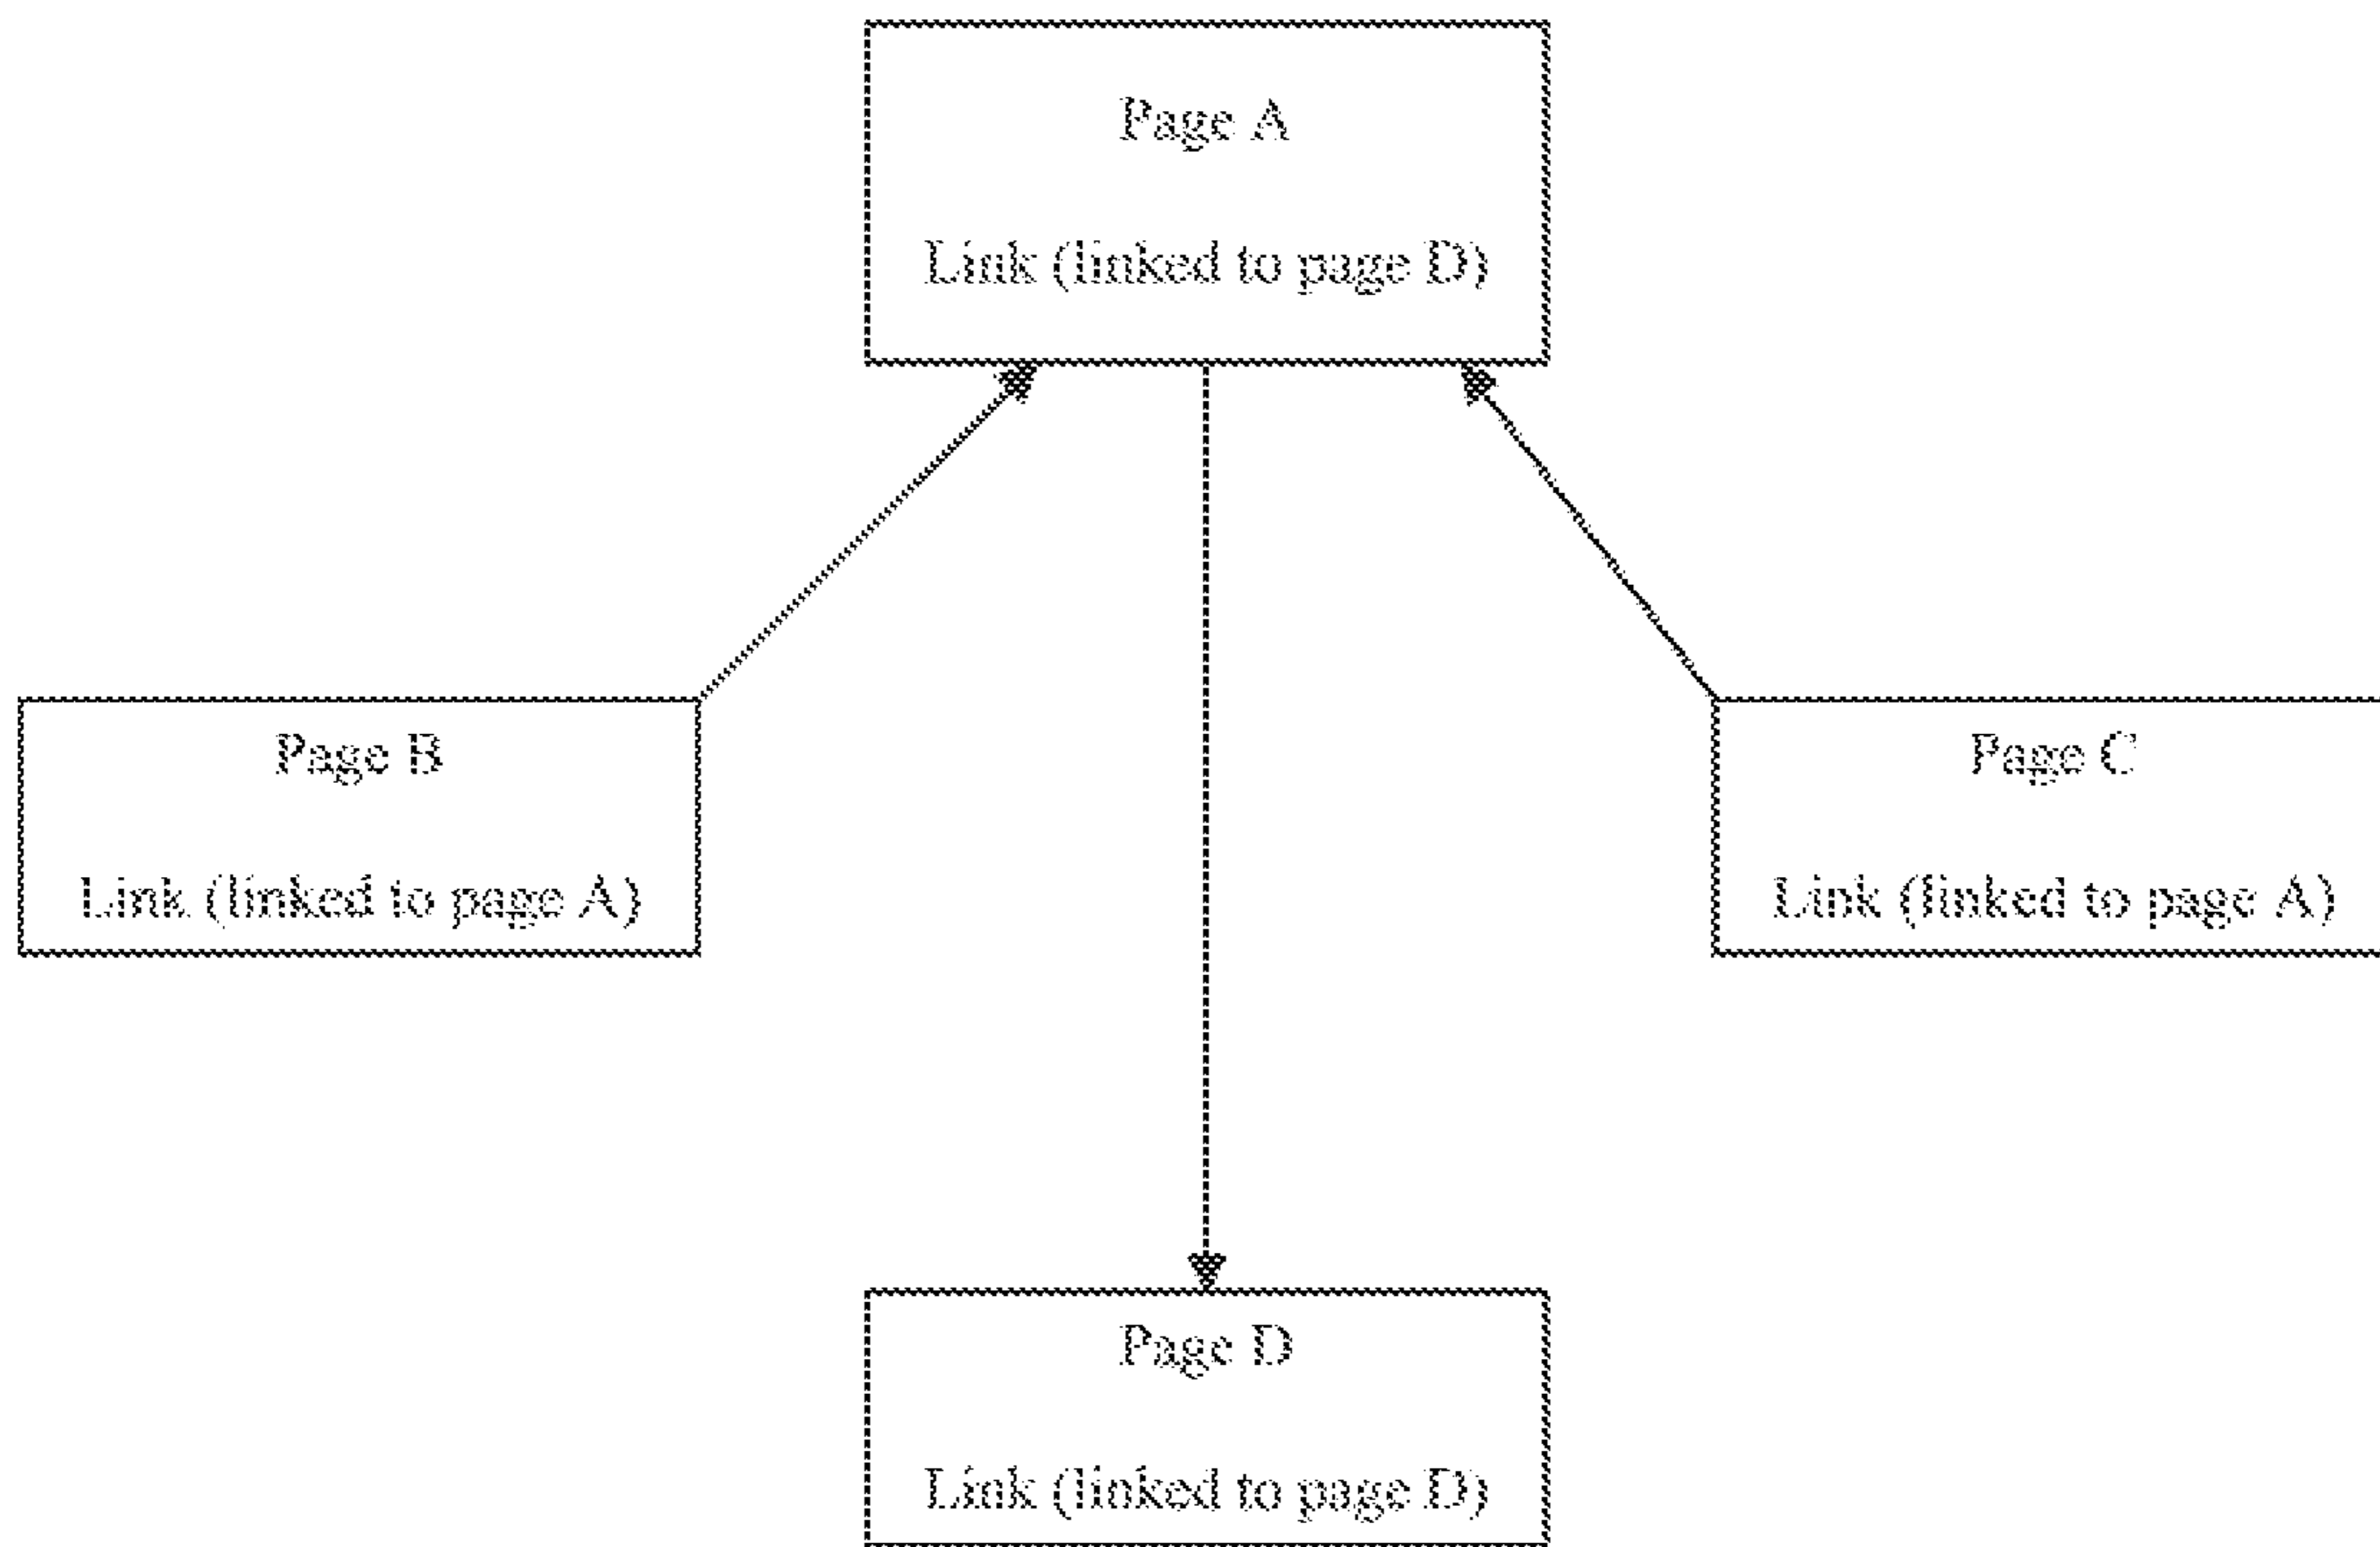 Page A
Link (linked to page D)
Page B
Link (linked to page A)
Page C
Link (linked to page A)
Page D
Link (linked to page D)